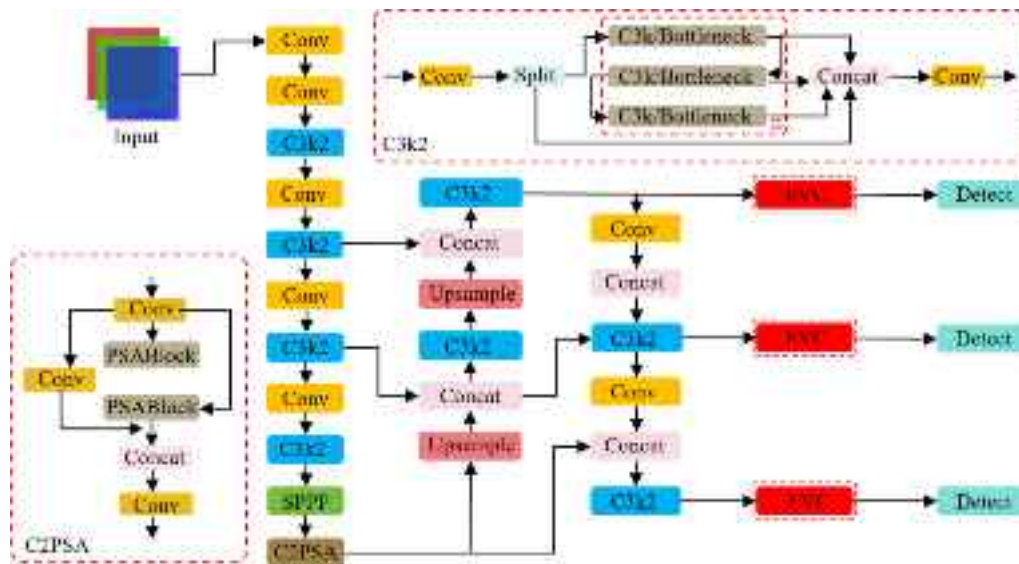 Input
Conv
Conv
C3k2
Conv
C3k2
Conv
C3k2
Conv
C3k2
SPPF
C2PSA
Conv
Split
C3k/Bottleneck
C3k/Bottleneck
C3k/Bottleneck
Concat
Conv
C3k2
C3k2
Concat
Upsample
C3k2
Concat
Upsample
Conv
Concat
C3k2
Conv
Concat
C3k2
Detect
Detect
Detect
Conv
PSABlock
Conv
PSABlock
Concat
Conv
C2PSA